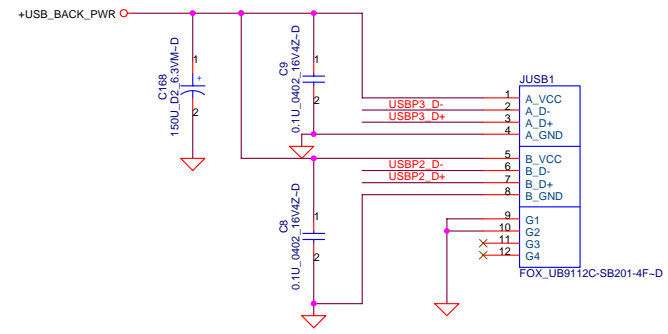 +USB_BACK_PWR
C168
150U_D2_6.3VM~D
1
+
2
C9
0.1U_0402_16V4Z~D
1
2
JUSB1
1 A_VCC
USBP3_D- 2 A_D-
USBP3_D+ 3 A_D+
4 A_GND
5 B_VCC
USBP2_D- 6 B_D-
USBP2_D+ 7 B_D+
8 B_GND
C8
0.1U_0402_16V4Z~D
1
2
9 G1
10 G2
11 G3
12 G4
FOX_UB9112C-SB201-4F~D